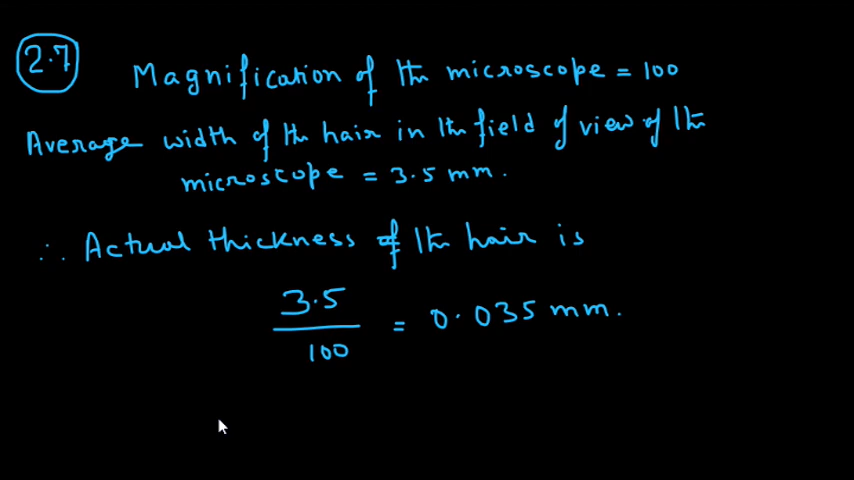 2.7
Magnification of the microscope = 100
Average width of the hair in the field of view of the
microscope = 3.5 mm.
∴ Actual thickness of the hair is
3.5
100
= 0.035 mm.